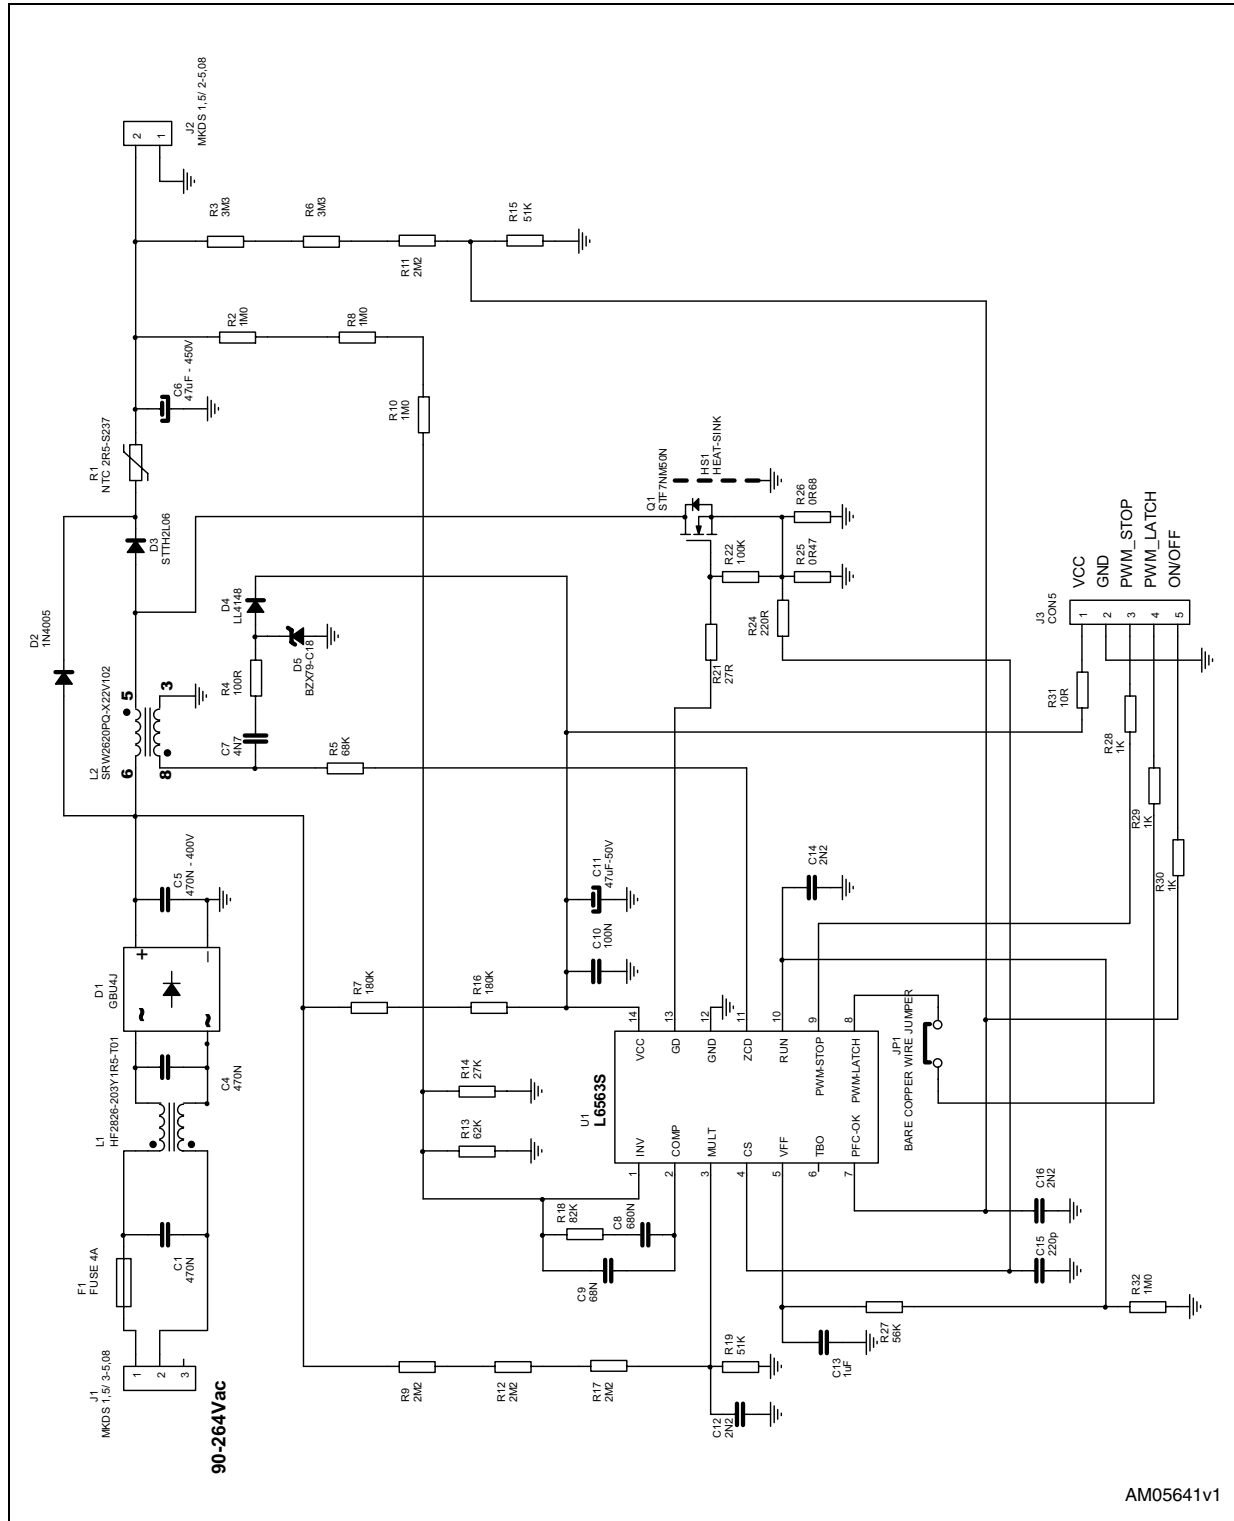 J1
MKDS 1,5/ 3-5,08
1
2
3
90-264Vac
F1
FUSE 4A
C1
470N
L1
HF2826-203Y1R5-T01
C4
470N
D1
GBU4J
~
~
+
–
C5
470N - 400V
D2
1N4005
L2
SRW2620PQ-X22V102
6
5
8
3
D3
STTH2L06
R1
NTC 2R5-S237
C6
47uF - 450V
J2
MKDS 1,5/ 2-5,08
2
1
R3
3M3
R6
3M3
R11
2M2
R15
51K
R2
1M0
R8
1M0
R10
1M0
C7
4N7
R4
100R
D4
LL4148
D5
BZX79-C18
R5
68K
Q1
STF7NM50N
HS1
HEAT-SINK
R22
100K
R21
27R
R24
220R
R25
0R47
R26
0R68
R7
180K
R16
180K
C10
100N
C11
47uF-50V
R14
27K
R13
62K
R18
82K
C8
680N
C9
68N
U1
L6563S
1
INV
2
COMP
3
MULT
4
CS
5
VFF
6
TBO
7
PFC-OK
14
VCC
13
GD
12
GND
11
ZCD
10
RUN
9
PWM-STOP
8
PWM-LATCH
C14
2N2
JP1
BARE COPPER WIRE JUMPER
R9
2M2
R12
2M2
R17
2M2
R19
51K
C12
2N2
C13
1uF
R27
56K
R32
1M0
C15
220p
C16
2N2
R31
10R
R28
1K
R29
1K
R30
1K
J3
CON5
1
2
3
4
5
VCC
GND
PWM_STOP
PWM_LATCH
ON/OFF
AM05641v1